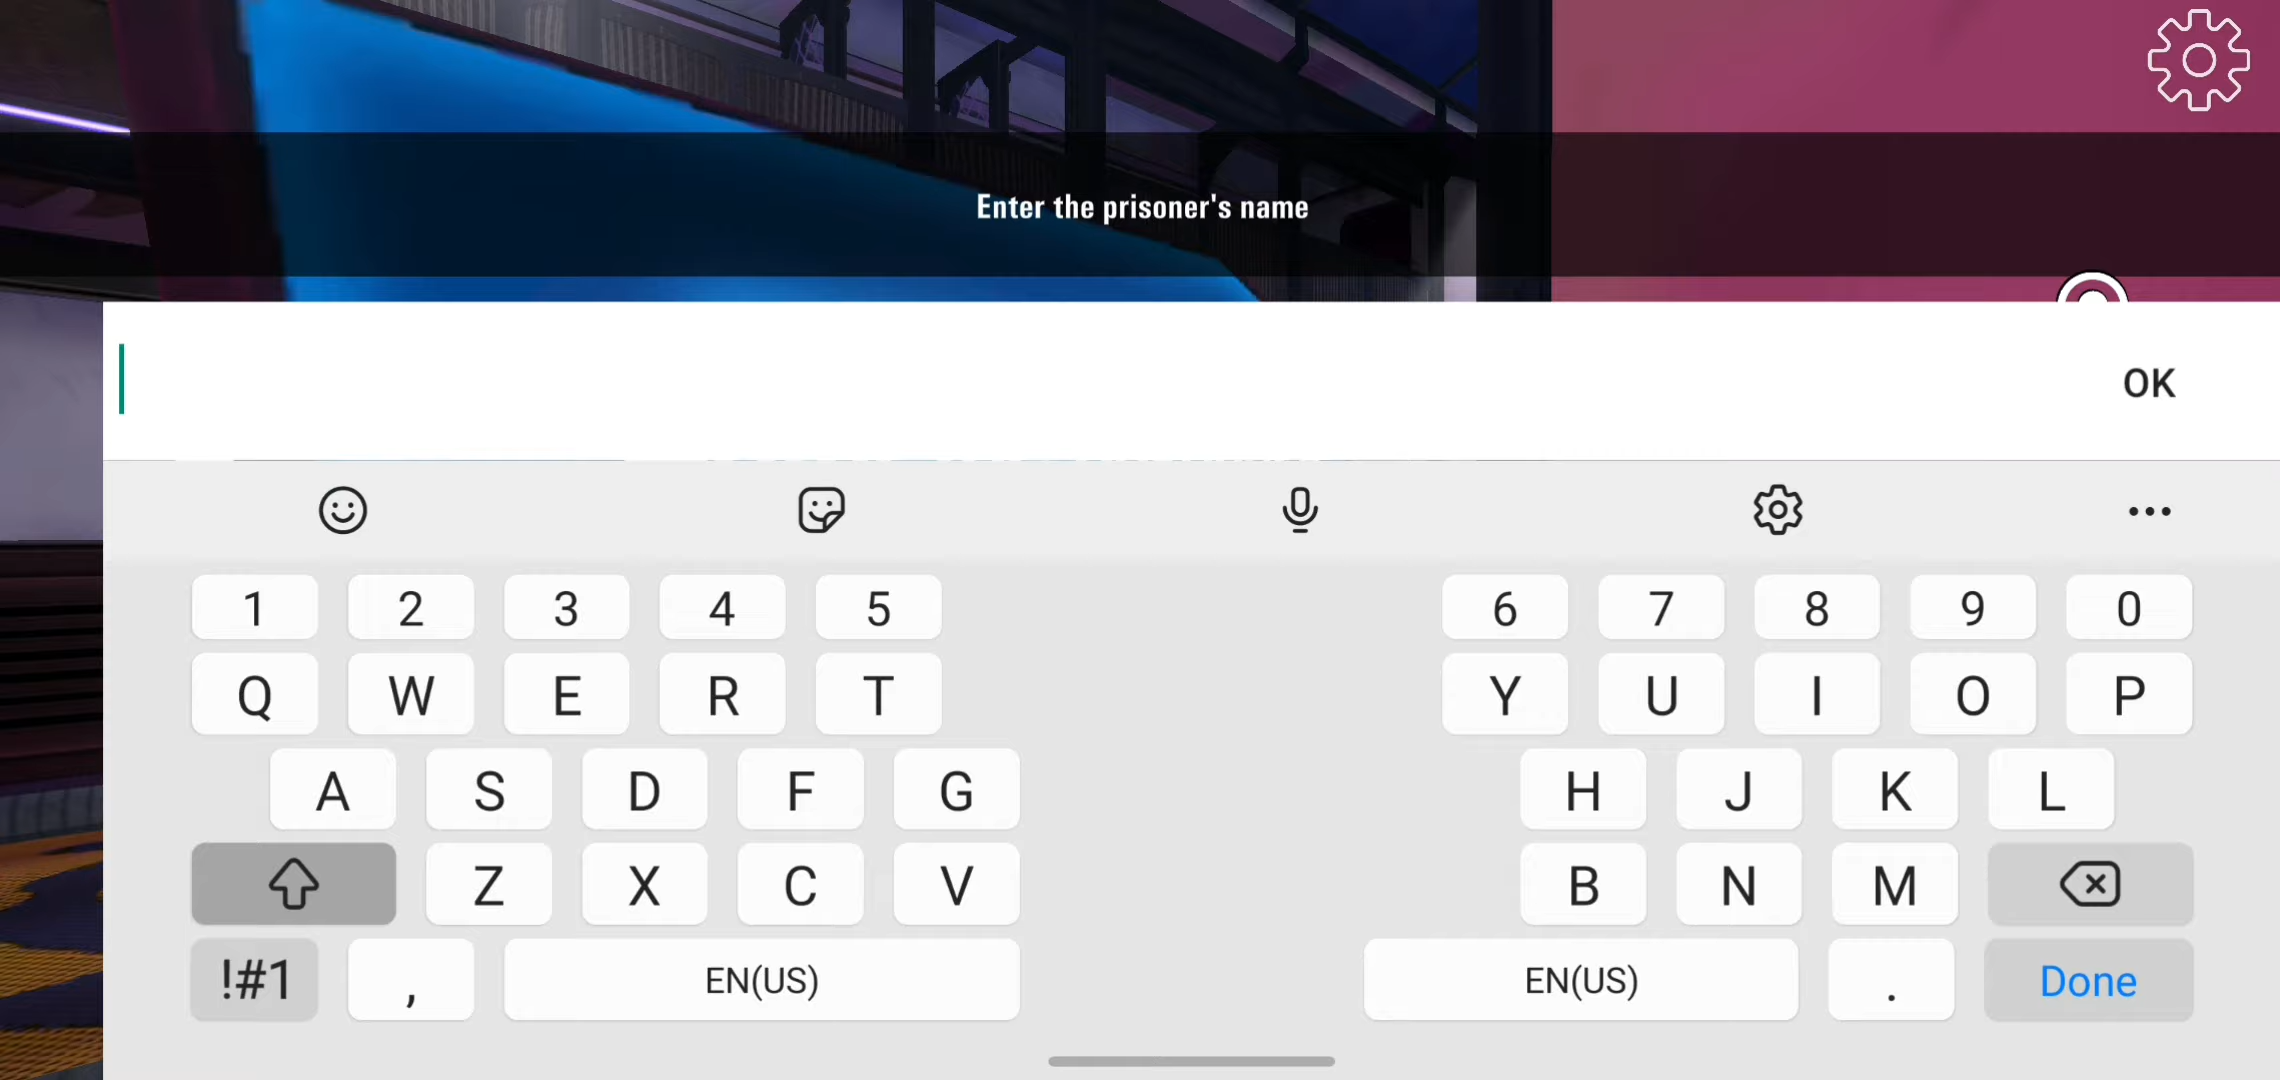 Enter the prisoner's name
OK
1 2 3 4 5 6 7 8 9 0
Q W E R T Y U I O P
A S D F G H J K L
Z X C V B N M
!#1 , EN(US) EN(US) . Done